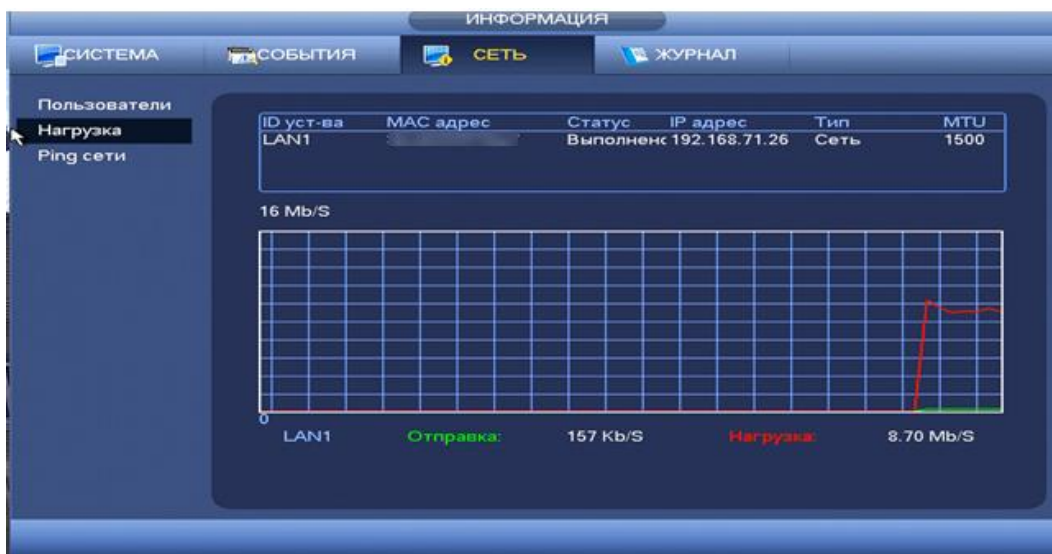 ИНФОРМАЦИЯ
СИСТЕМА СОБЫТИЯ СЕТЬ ЖУРНАЛ
Пользователи
Нагрузка
Ping сети
ID уст-ва MAC адрес Статус IP адрес Тип MTU
LAN1 Выполненс 192.168.71.26 Сеть 1500
16 Mb/S
0
LAN1 Отправка: 157 Kb/S Нагрузка: 8.70 Mb/S